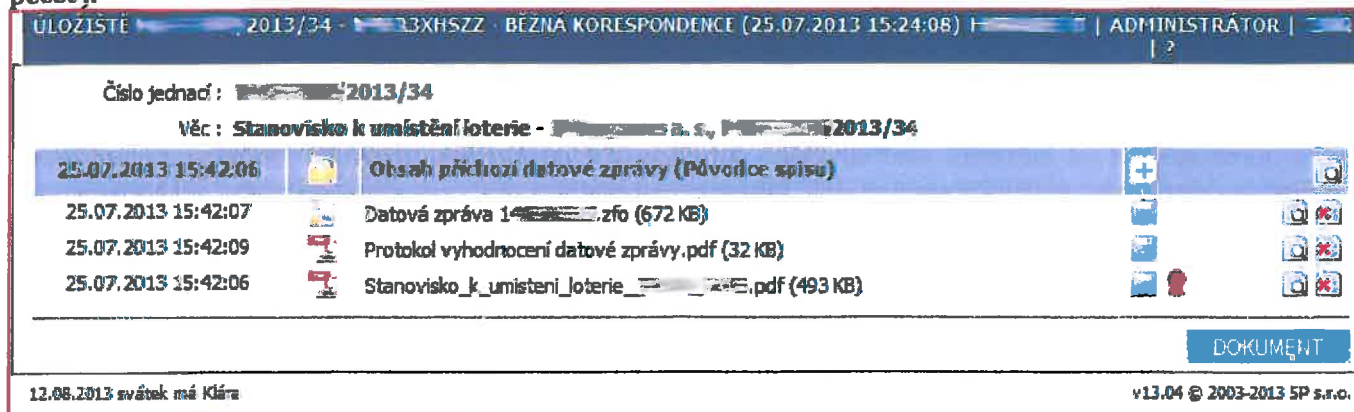 ÚLOŽIŠTĚ 2013/34 - 33XHSZZ - BĚŽNÁ KORESPONDENCE (25.07.2013 15:24:08) | ADMINISTRÁTOR |
| ?
Číslo jednací : 2013/34
Věc : Stanovisko k umístění loterie - a. s., 2013/34
25.07.2013 15:42:06 Obsah příchozí datové zprávy (Původce spisu)
25.07.2013 15:42:07 Datová zpráva .zfo (672 KB)
25.07.2013 15:42:09 Protokol vyhodnocení datové zprávy.pdf (32 KB)
25.07.2013 15:42:06 Stanovisko_k_umisteni_loterie_ .pdf (493 KB)
DOKUMENT
12.08.2013 svátek má Klára v13.04 © 2003-2013 SP s.r.o.